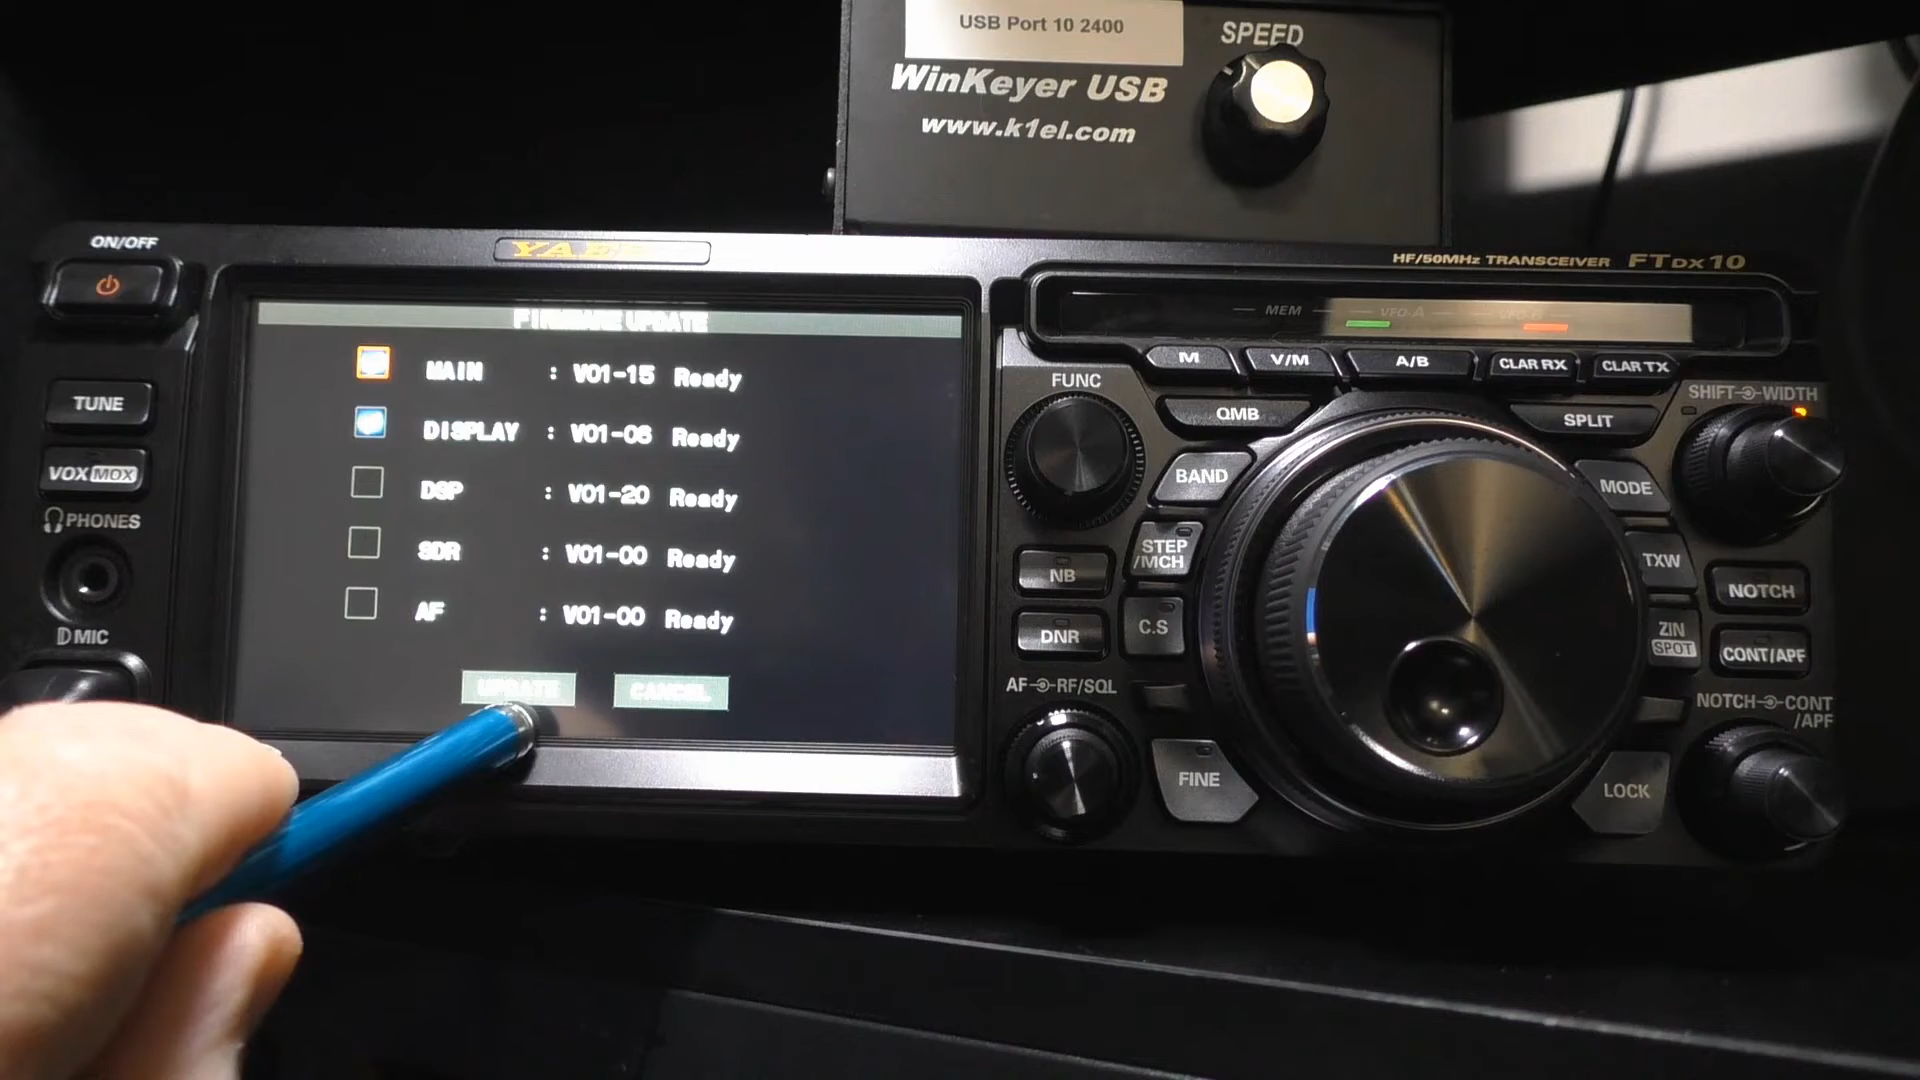 USB Port 10 2400
SPEED
WinKeyer USB
www.k1el.com
ON/OFF
YAESU
HF/50MHz TRANSCEIVER FTDX10
FIRMWARE UPDATE
MEM VFO-A VFO-B
MAIN : V01-15 Ready
DISPLAY : V01-06 Ready
DSP : V01-20 Ready
SDR : V01-00 Ready
AF : V01-00 Ready
UPDATE CANCEL
TUNE
VOX MOX
PHONES
MIC
M V/M A/B CLAR RX CLAR TX
FUNC
QMB SPLIT
SHIFT WIDTH
BAND MODE
STEP
/MCH
TXW
NB
NOTCH
DNR
C.S
ZIN
SPOT
CONT/APF
AF RF/SQL
NOTCH CONT
/APF
FINE LOCK